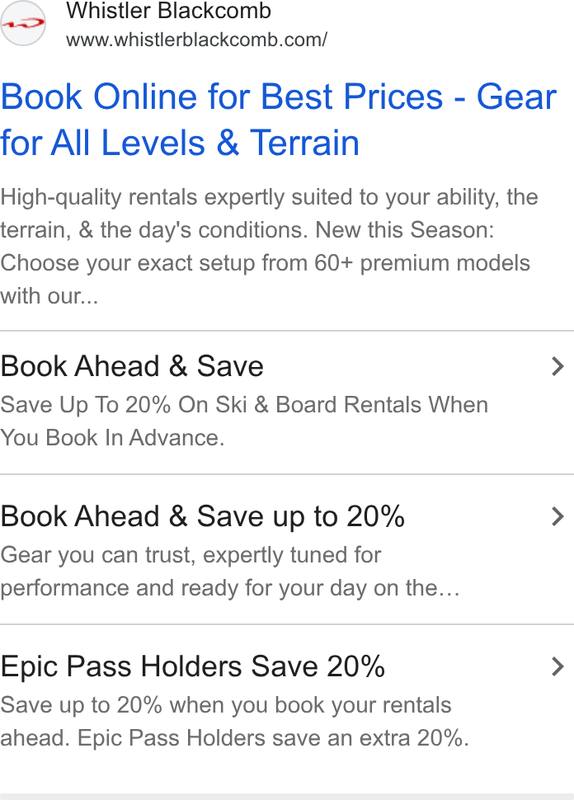 Whistler Blackcomb
www.whistlerblackcomb.com/
Book Online for Best Prices - Gear
for All Levels & Terrain
High-quality rentals expertly suited to your ability, the
terrain, & the day's conditions. New this Season:
Choose your exact setup from 60+ premium models
with our...
Book Ahead & Save
Save Up To 20% On Ski & Board Rentals When
You Book In Advance.
Book Ahead & Save up to 20%
Gear you can trust, expertly tuned for
performance and ready for your day on the…
Epic Pass Holders Save 20%
Save up to 20% when you book your rentals
ahead. Epic Pass Holders save an extra 20%.